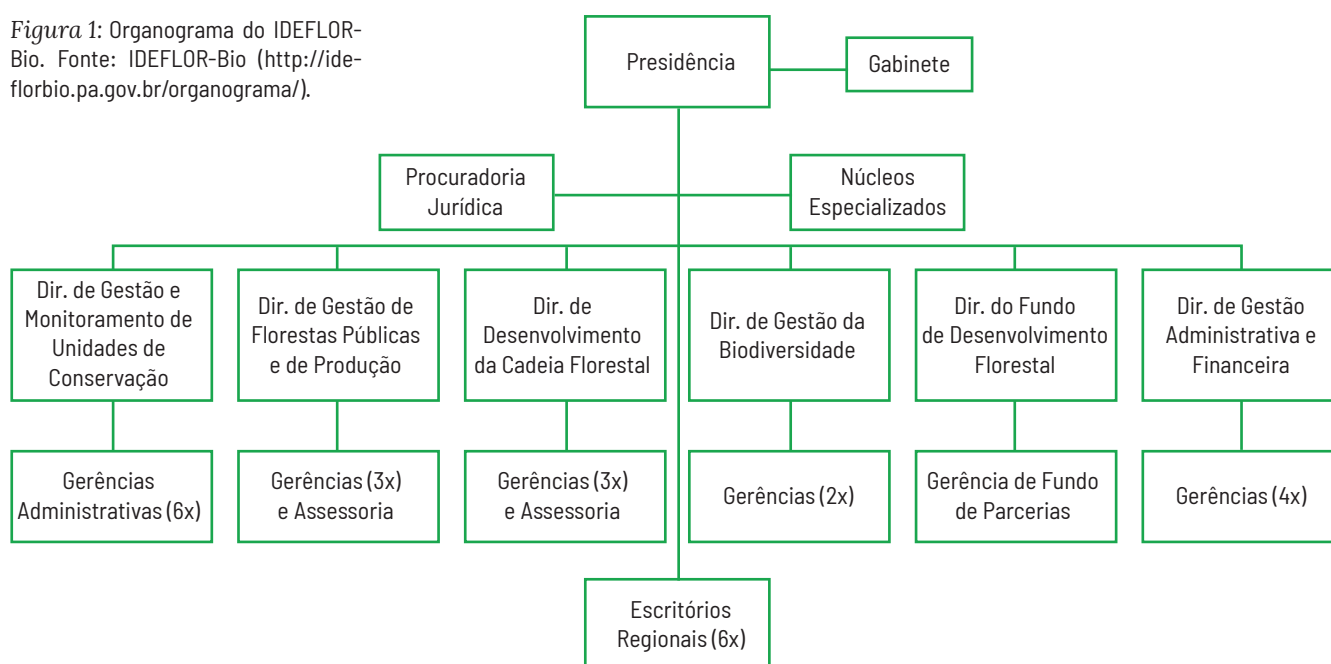 Figura 1: Organograma do IDEFLOR-
Bio. Fonte: IDEFLOR-Bio (http://ide-
florbio.pa.gov.br/organograma/).
Presidência
Gabinete
Procuradoria
Jurídica
Núcleos
Especializados
Dir. de Gestão e
Monitoramento de
Unidades de
Conservação
Dir. de Gestão de
Florestas Públicas
e de Produção
Dir. de
Desenvolvimento
da Cadeia Florestal
Dir. de Gestão da
Biodiversidade
Dir. do Fundo
de Desenvolvimento
Florestal
Dir. de Gestão
Administrativa e
Financeira
Gerências
Administrativas (6x)
Gerências (3x)
e Assessoria
Gerências (3x)
e Assessoria
Gerências (2x)
Gerência de Fundo
de Parcerias
Gerências (4x)
Escritórios
Regionais (6x)